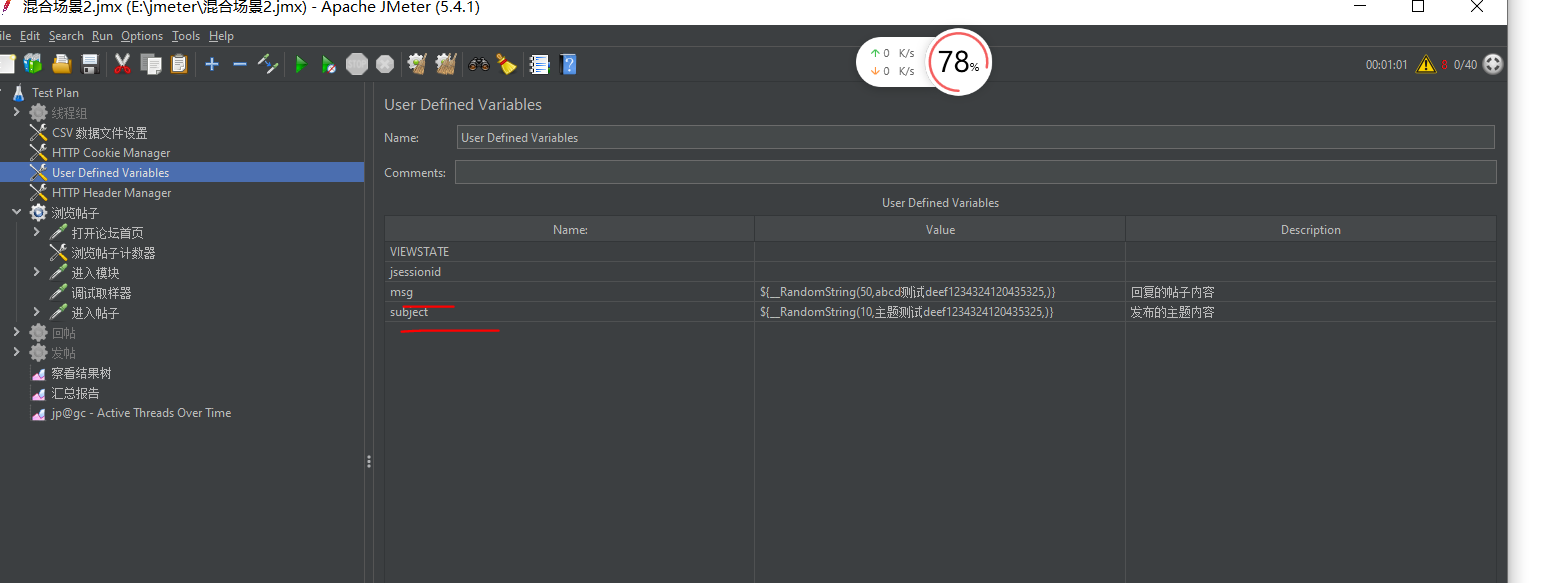 混合场景2.jmx (E:\jmeter\混合场景2.jmx) - Apache JMeter (5.4.1)
ile Edit Search Run Options Tools Help
0 K/s
0 K/s
78%
STOP
00:01:01 8 0/40
Test Plan
线程组
CSV 数据文件设置
HTTP Cookie Manager
User Defined Variables
HTTP Header Manager
浏览帖子
打开论坛首页
浏览帖子计数器
进入模块
调试取样器
进入帖子
回帖
发帖
察看结果树
汇总报告
jp@gc - Active Threads Over Time
User Defined Variables
Name: User Defined Variables
Comments:
User Defined Variables
Name: Value Description
VIEWSTATE
jsessionid
msg ${__RandomString(50,abcd测试deef1234324120435325,)} 回复的帖子内容
subject ${__RandomString(10,主题测试deef1234324120435325,)} 发布的主题内容